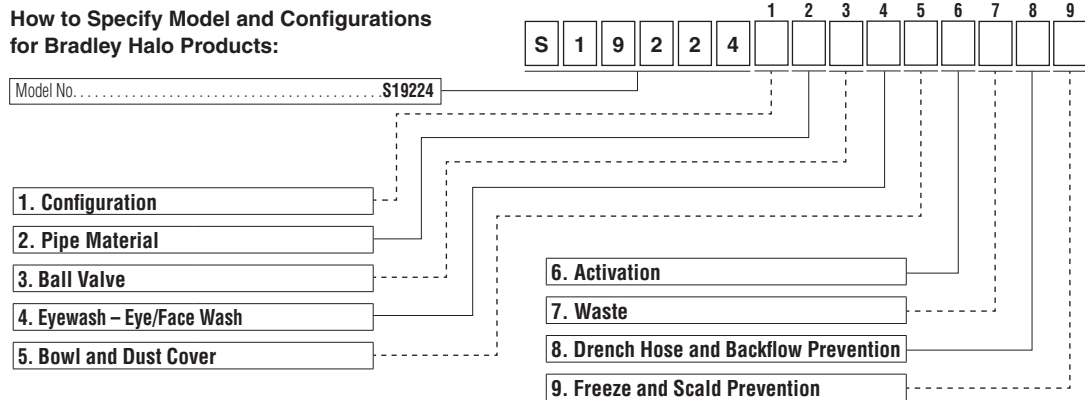 How to Specify Model and Configurations
for Bradley Halo Products:
1 2 3 4 5 6 7 8 9
S 1 9 2 2 4
Model No. . . . . . . . . . . . . . . . . . . . . . . . . . . . . . . . . . . . . . . . . . .S19224
1. Configuration
2. Pipe Material
3. Ball Valve
4. Eyewash – Eye/Face Wash
5. Bowl and Dust Cover
6. Activation
7. Waste
8. Drench Hose and Backflow Prevention
9. Freeze and Scald Prevention